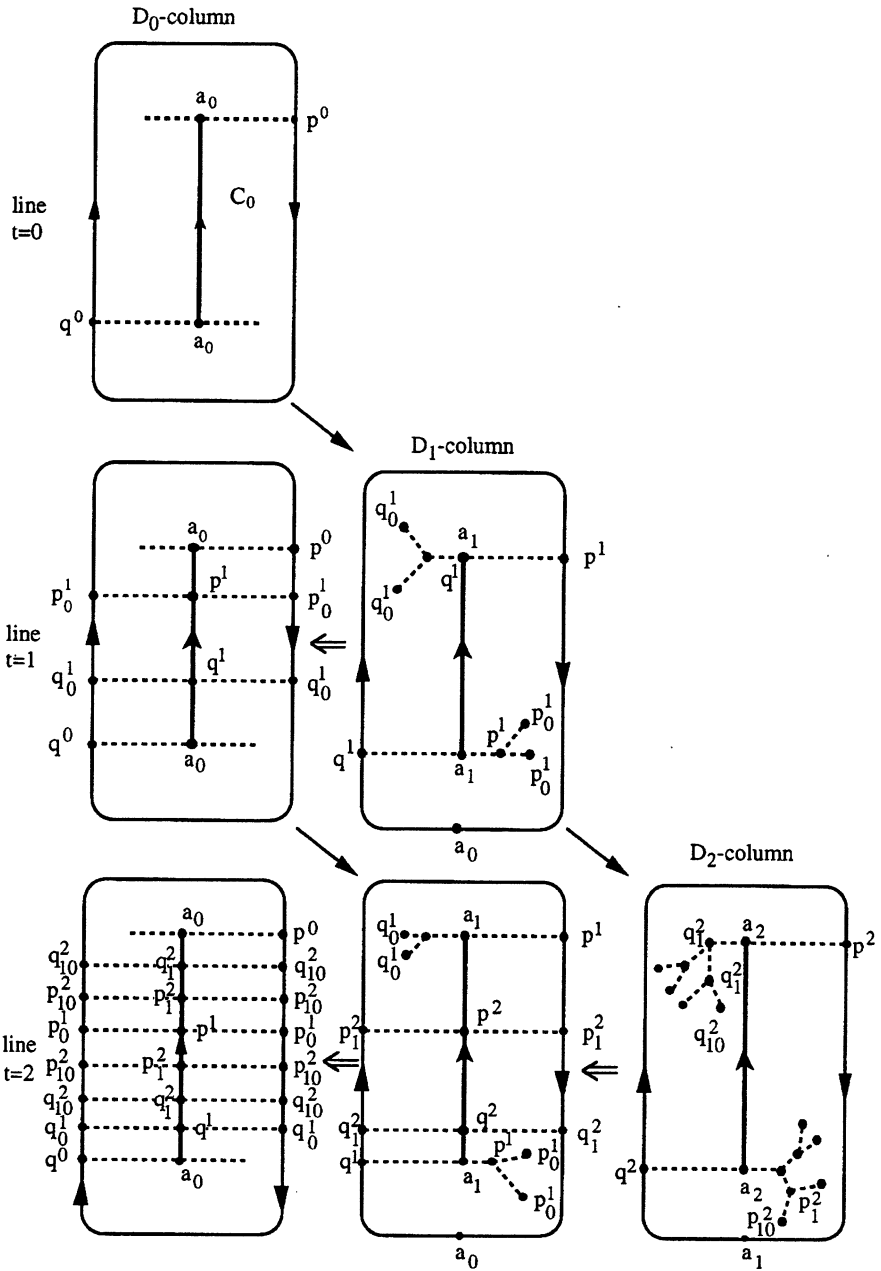 D₀-column
a₀
p⁰
C₀
line
t=0
q⁰
a₀
D₁-column
a₀
p⁰
p¹
p₀¹
p₀¹
line
t=1
q¹
q₀¹
q₀¹
q⁰
a₀
q₀¹
a₁
q¹
p¹
q₀¹
p¹
p₀¹
q¹
a₁
p₀¹
a₀
D₂-column
a₀
p⁰
q₁₀²
q₁²
q₁₀²
p₁₀²
p₁²
p₁₀²
p₀¹
p¹
p₀¹
line
t=2
p₁₀²
p₁²
p₁₀²
q₁₀²
q₁²
q₁₀²
q₀¹
q¹
q₀¹
q⁰
a₀
a₁
q₀¹
p¹
q₀¹
p₁²
p²
p₁²
q₁²
q²
q₁²
q¹
a₁
p¹
p₀¹
p₀¹
a₀
q₁²
a₂
p²
q₁²
q₁₀²
q²
a₂
p₁₀²
p₁²
a₁